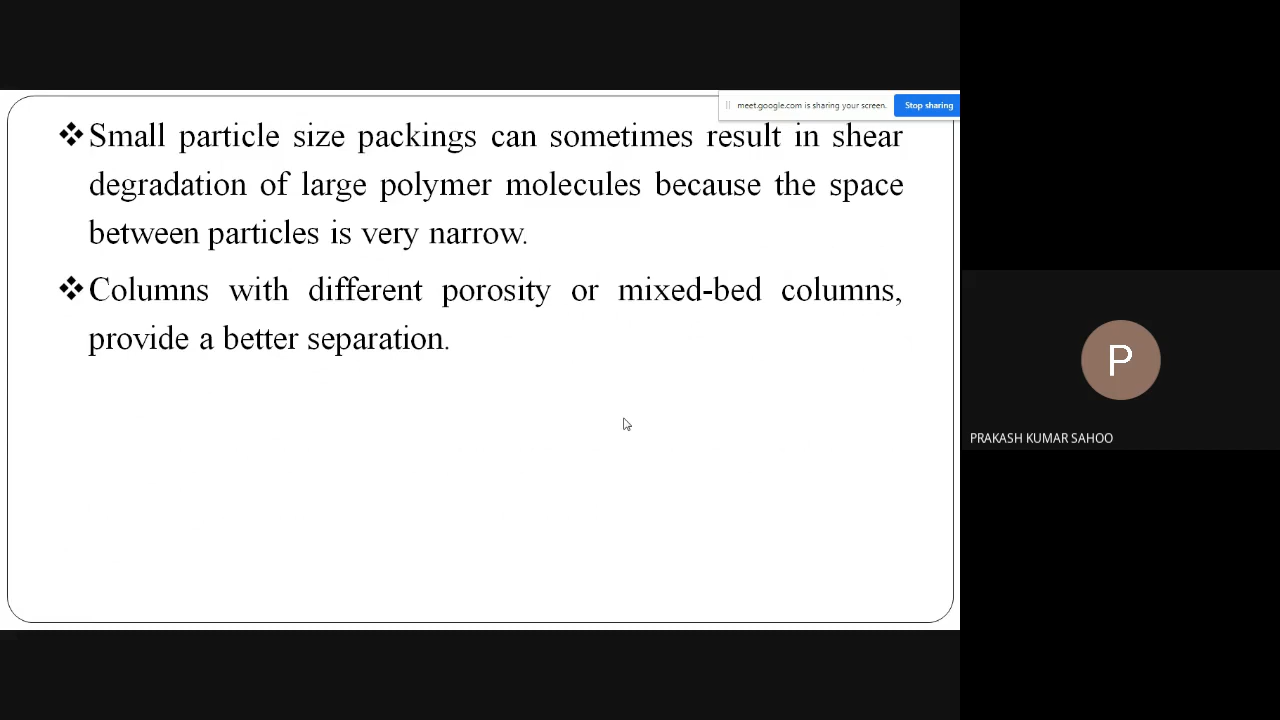 meet.google.com is sharing your screen. Stop sharing
❖Small particle size packings can sometimes result in shear
degradation of large polymer molecules because the space
between particles is very narrow.
❖Columns with different porosity or mixed-bed columns,
provide a better separation.
P
PRAKASH KUMAR SAHOO